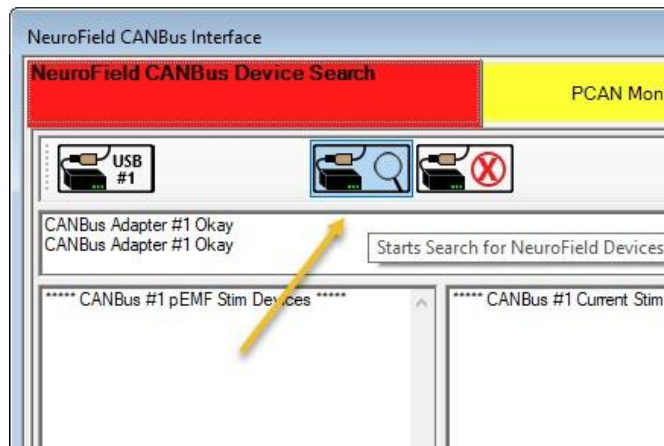 NeuroField CANBus Interface
NeuroField CANBus Device Search
PCAN Mon
USB
#1
CANBus Adapter #1 Okay
CANBus Adapter #1 Okay
Starts Search for NeuroField Devices
***** CANBus #1 pEMF Stim Devices *****
***** CANBus #1 Current Stim